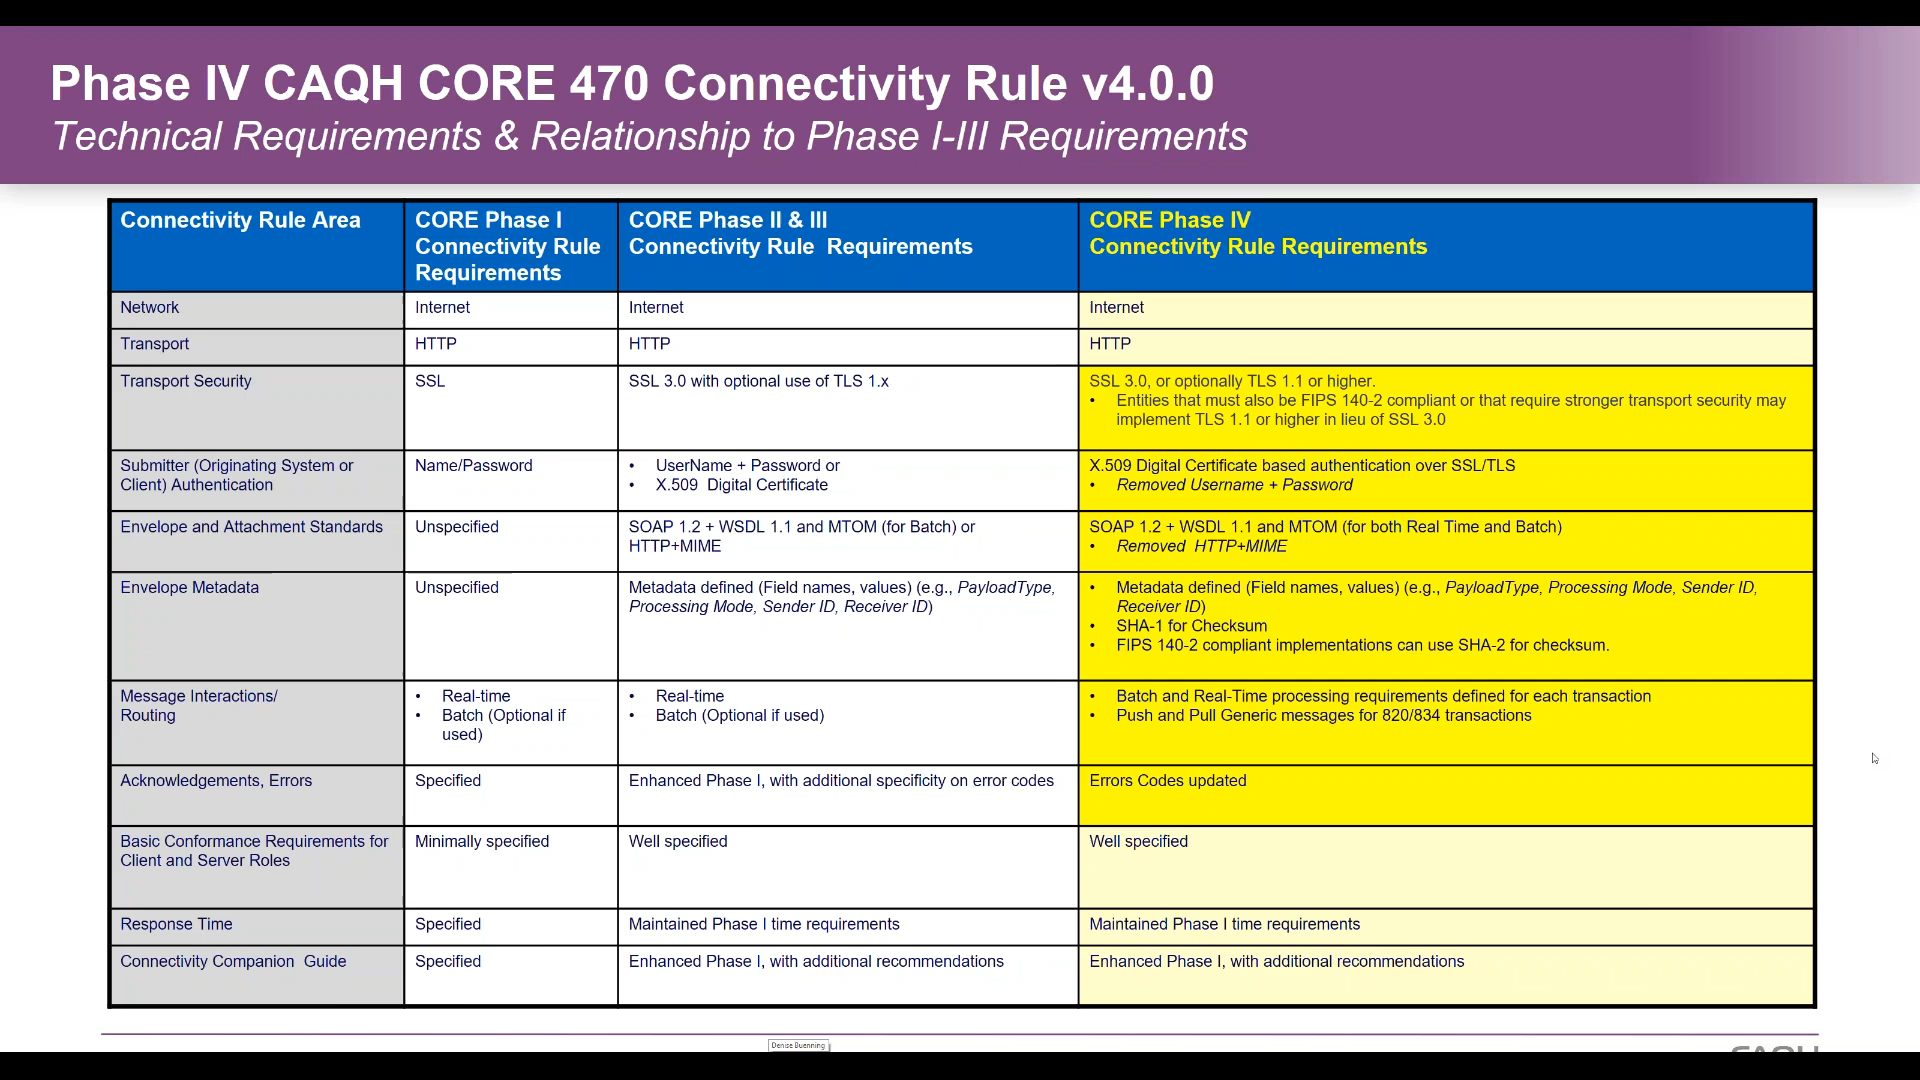 Phase IV CAQH CORE 470 Connectivity Rule v4.0.0
Technical Requirements & Relationship to Phase I-III Requirements
Connectivity Rule Area
CORE Phase I
Connectivity Rule
Requirements
CORE Phase II & III
Connectivity Rule Requirements
CORE Phase IV
Connectivity Rule Requirements
Network
Internet
Internet
Internet
Transport
HTTP
HTTP
HTTP
Transport Security
SSL
SSL 3.0 with optional use of TLS 1.x
SSL 3.0, or optionally TLS 1.1 or higher.
• Entities that must also be FIPS 140-2 compliant or that require stronger transport security may
implement TLS 1.1 or higher in lieu of SSL 3.0
Submitter (Originating System or
Client) Authentication
Name/Password
• UserName + Password or
• X.509 Digital Certificate
X.509 Digital Certificate based authentication over SSL/TLS
• Removed Username + Password
Envelope and Attachment Standards
Unspecified
SOAP 1.2 + WSDL 1.1 and MTOM (for Batch) or
HTTP+MIME
SOAP 1.2 + WSDL 1.1 and MTOM (for both Real Time and Batch)
• Removed HTTP+MIME
Envelope Metadata
Unspecified
Metadata defined (Field names, values) (e.g., PayloadType,
Processing Mode, Sender ID, Receiver ID)
• Metadata defined (Field names, values) (e.g., PayloadType, Processing Mode, Sender ID,
Receiver ID)
• SHA-1 for Checksum
• FIPS 140-2 compliant implementations can use SHA-2 for checksum.
Message Interactions/
Routing
• Real-time
• Batch (Optional if
used)
• Real-time
• Batch (Optional if used)
• Batch and Real-Time processing requirements defined for each transaction
• Push and Pull Generic messages for 820/834 transactions
Acknowledgements, Errors
Specified
Enhanced Phase I, with additional specificity on error codes
Errors Codes updated
Basic Conformance Requirements for
Client and Server Roles
Minimally specified
Well specified
Well specified
Response Time
Specified
Maintained Phase I time requirements
Maintained Phase I time requirements
Connectivity Companion Guide
Specified
Enhanced Phase I, with additional recommendations
Enhanced Phase I, with additional recommendations
Denise Buenning
CAQH